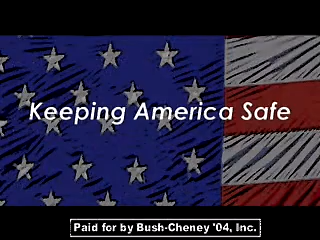 Keeping America Safe
Paid for by Bush-Cheney '04, Inc.